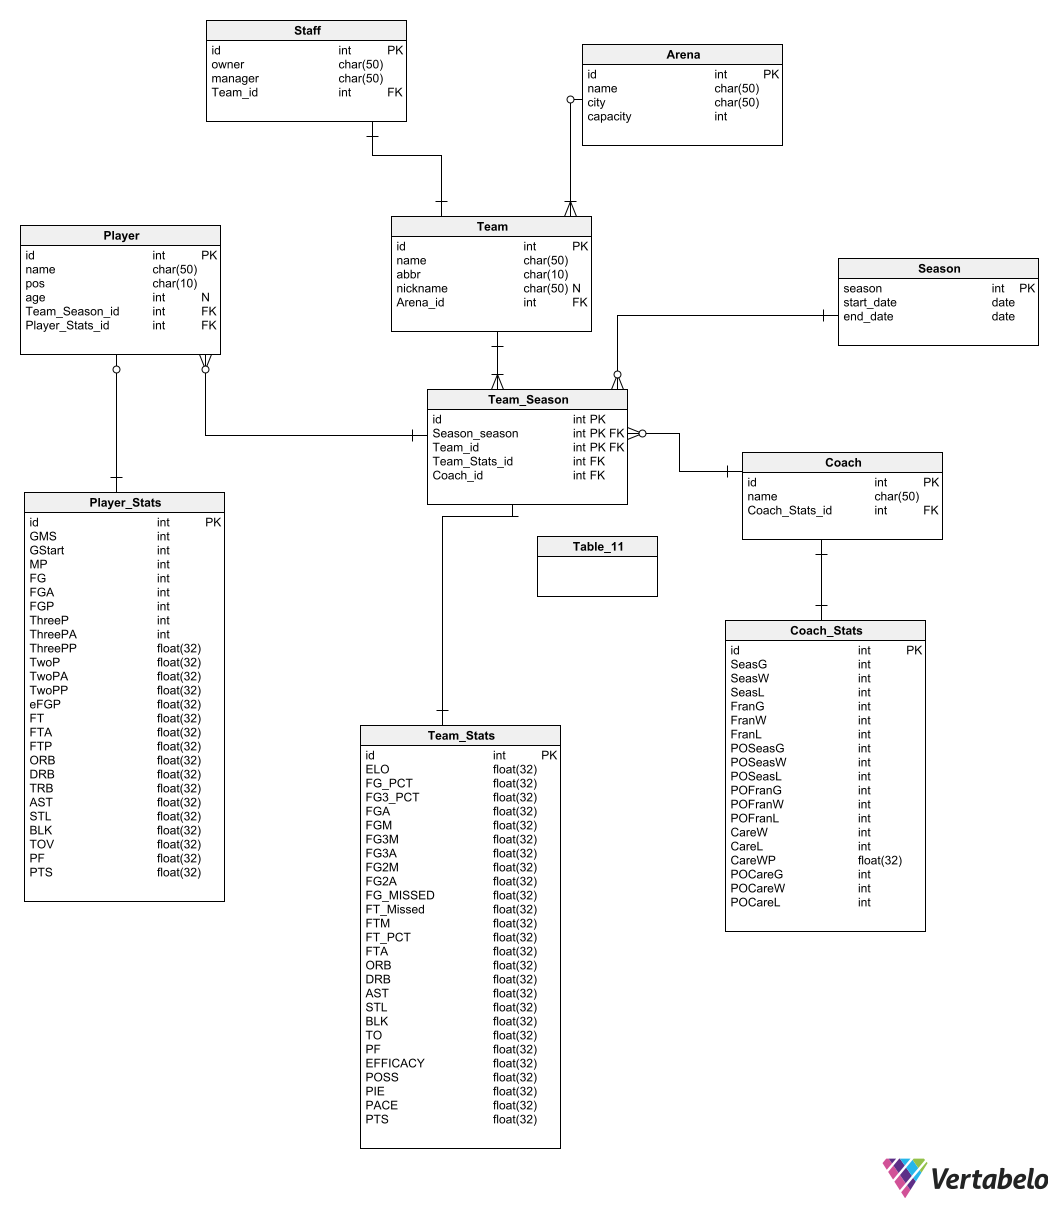 Staff
id int PK
owner char(50)
manager char(50)
Team_id int FK
Arena
id int PK
name char(50)
city char(50)
capacity int
Player
id int PK
name char(50)
pos char(10)
age int N
Team_Season_id int FK
Player_Stats_id int FK
Team
id int PK
name char(50)
abbr char(10)
nickname char(50) N
Arena_id int FK
Season
season int PK
start_date date
end_date date
Team_Season
id int PK
Season_season int PK FK
Team_id int PK FK
Team_Stats_id int FK
Coach_id int FK
Coach
id int PK
name char(50)
Coach_Stats_id int FK
Player_Stats
id int PK
GMS int
GStart int
MP int
FG int
FGA int
FGP int
ThreeP int
ThreePA int
ThreePP float(32)
TwoP float(32)
TwoPA float(32)
TwoPP float(32)
eFGP float(32)
FT float(32)
FTA float(32)
FTP float(32)
ORB float(32)
DRB float(32)
TRB float(32)
AST float(32)
STL float(32)
BLK float(32)
TOV float(32)
PF float(32)
PTS float(32)
Table_11
Coach_Stats
id int PK
SeasG int
SeasW int
SeasL int
FranG int
FranW int
FranL int
POSeasG int
POSeasW int
POSeasL int
POFranG int
POFranW int
POFranL int
CareW int
CareL int
CareWP float(32)
POCareG int
POCareW int
POCareL int
Team_Stats
id int PK
ELO float(32)
FG_PCT float(32)
FG3_PCT float(32)
FGA float(32)
FGM float(32)
FG3M float(32)
FG3A float(32)
FG2M float(32)
FG2A float(32)
FG_MISSED float(32)
FT_Missed float(32)
FTM float(32)
FT_PCT float(32)
FTA float(32)
ORB float(32)
DRB float(32)
AST float(32)
STL float(32)
BLK float(32)
TO float(32)
PF float(32)
EFFICACY float(32)
POSS float(32)
PIE float(32)
PACE float(32)
PTS float(32)
Vertabelo